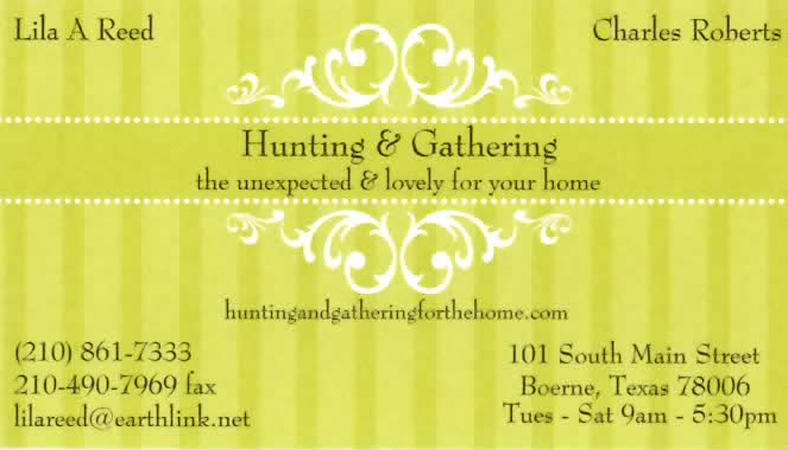 Lila A Reed
Charles Roberts
Hunting & Gathering
the unexpected & lovely for your home
huntingandgatheringforthehome.com
(210) 861-7333
210-490-7969 fax
lilareed@earthlink.net
101 South Main Street
Boerne, Texas 78006
Tues - Sat 9am - 5:30pm